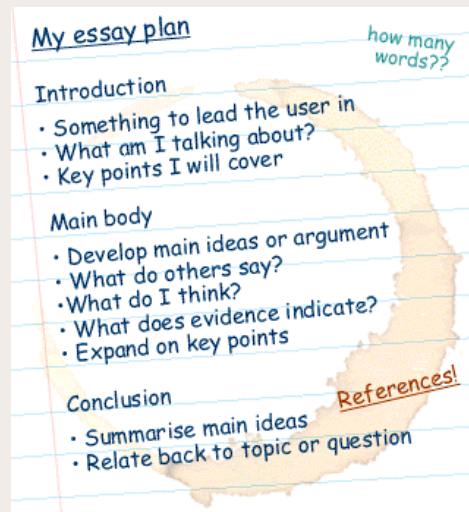 My essay plan
how many
words??
Introduction
· Something to lead the user in
· What am I talking about?
· Key points I will cover
Main body
· Develop main ideas or argument
· What do others say?
·What do I think?
· What does evidence indicate?
· Expand on key points
Conclusion
References!
· Summarise main ideas
· Relate back to topic or question